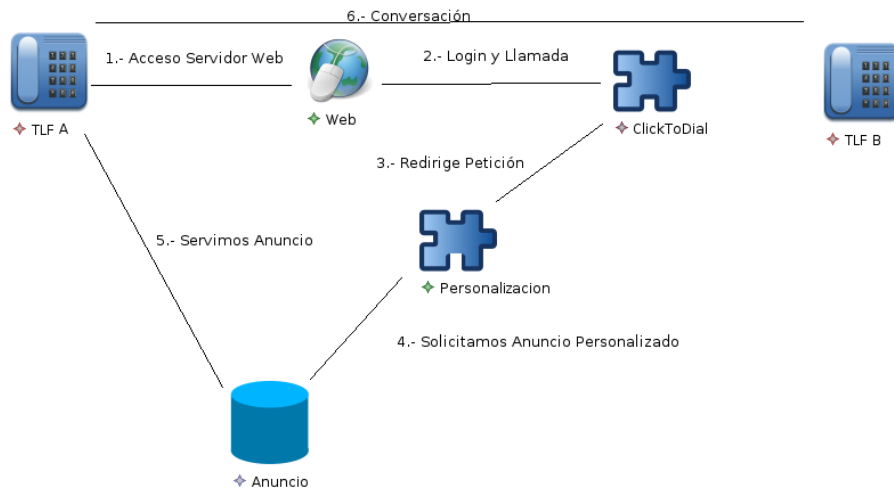 6.- Conversación
1.- Acceso Servidor Web
2.- Login y Llamada
TLF A
Web
ClickToDial
TLF B
3.- Redirige Petición
5.- Servimos Anuncio
Personalizacion
4.- Solicitamos Anuncio Personalizado
Anuncio